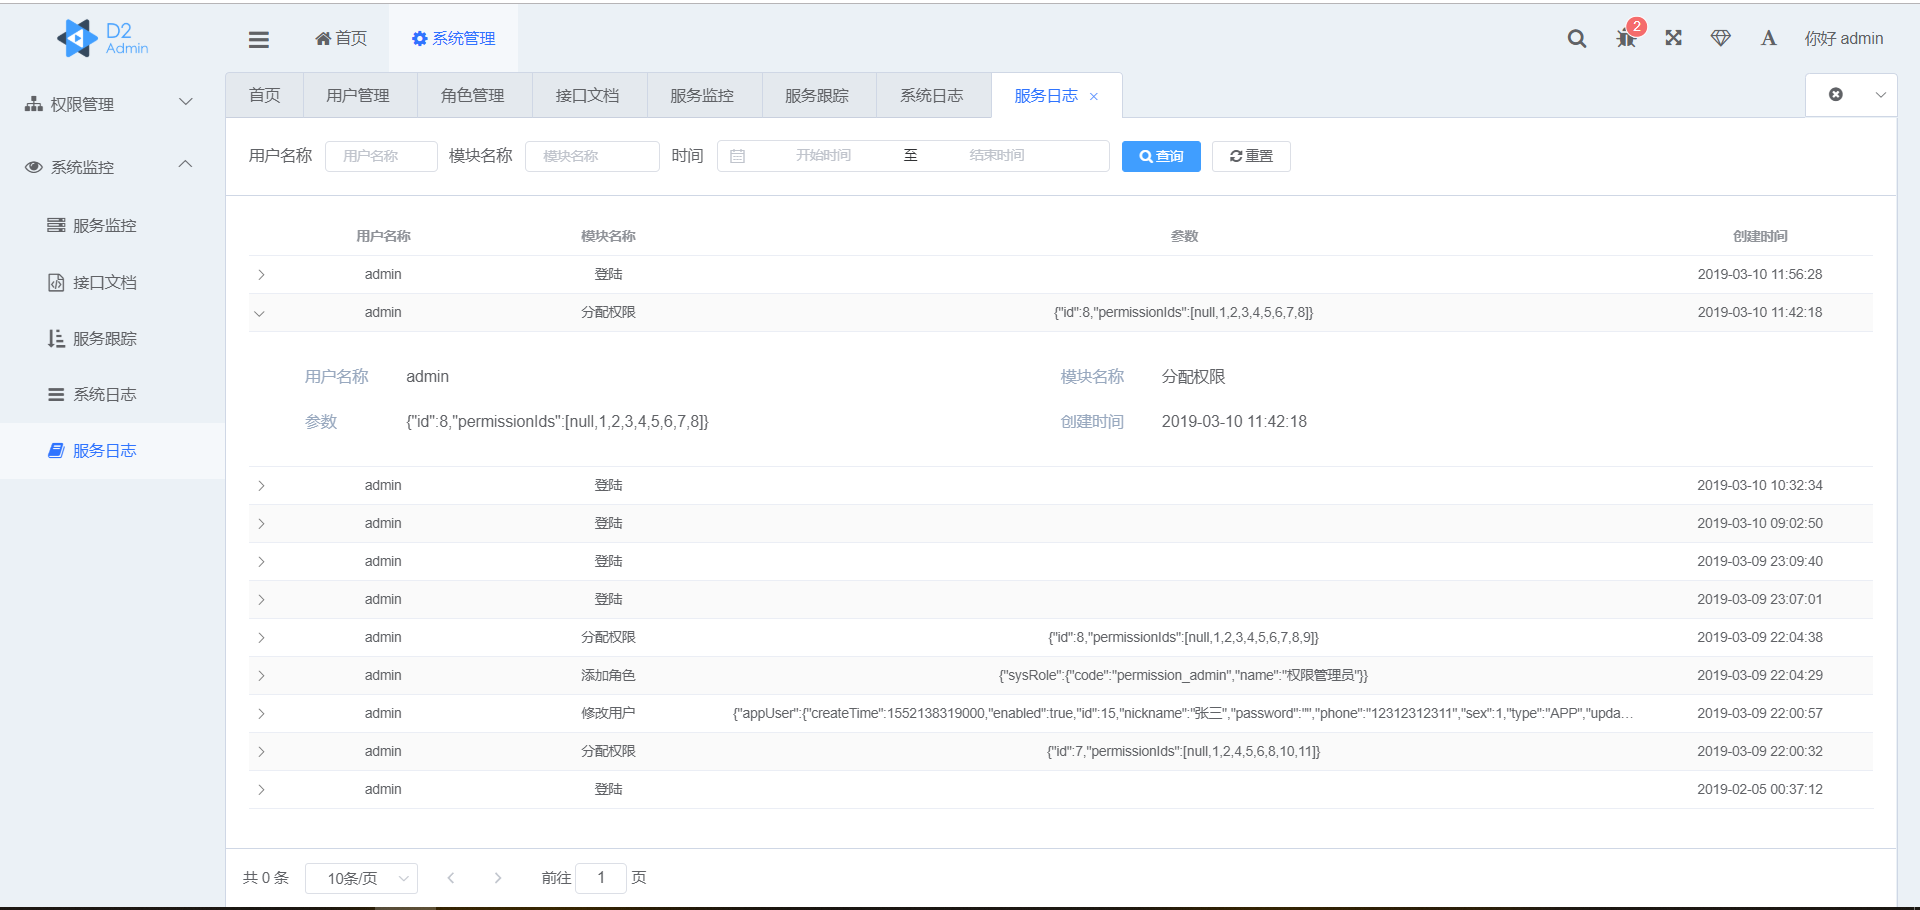 D2
Admin
首页
系统管理
2
A
你好 admin
权限管理
系统监控
服务监控
接口文档
服务跟踪
系统日志
服务日志
首页
用户管理
角色管理
接口文档
服务监控
服务跟踪
系统日志
服务日志
用户名称 用户名称 模块名称 模块名称 时间 开始时间 至 结束时间 查询 重置
用户名称 模块名称 参数 创建时间
admin 登陆 2019-03-10 11:56:28
admin 分配权限 {"id":8,"permissionIds":[null,1,2,3,4,5,6,7,8]} 2019-03-10 11:42:18
用户名称 admin 模块名称 分配权限
参数 {"id":8,"permissionIds":[null,1,2,3,4,5,6,7,8]} 创建时间 2019-03-10 11:42:18
admin 登陆 2019-03-10 10:32:34
admin 登陆 2019-03-10 09:02:50
admin 登陆 2019-03-09 23:09:40
admin 登陆 2019-03-09 23:07:01
admin 分配权限 {"id":8,"permissionIds":[null,1,2,3,4,5,6,7,8,9]} 2019-03-09 22:04:38
admin 添加角色 {"sysRole":{"code":"permission_admin","name":"权限管理员"}} 2019-03-09 22:04:29
admin 修改用户 {"appUser":{"createTime":1552138319000,"enabled":true,"id":15,"nickname":"张三","password":"","phone":"12312312311","sex":1,"type":"APP","upda... 2019-03-09 22:00:57
admin 分配权限 {"id":7,"permissionIds":[null,1,2,4,5,6,8,10,11]} 2019-03-09 22:00:32
admin 登陆 2019-02-05 00:37:12
共 0 条 10条/页 前往 1 页